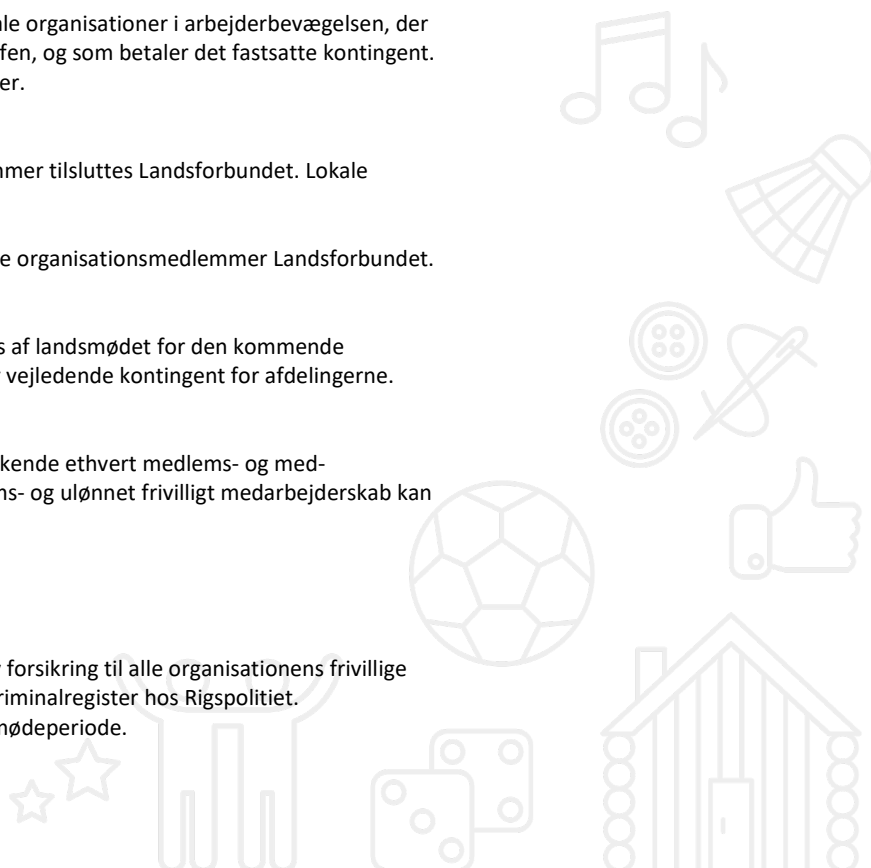 ale organisationer i arbejderbevægelsen, der
fen, og som betaler det fastsatte kontingent.
er.
mmer tilsluttes Landsforbundet. Lokale
e organisationsmedlemmer Landsforbundet.
s af landsmødet for den kommende
vejledende kontingent for afdelingerne.
kende ethvert medlems- og med-
ns- og ulønnet frivilligt medarbejderskab kan
forsikring til alle organisationens frivillige
riminalregister hos Rigspolitiet.
mødeperiode.